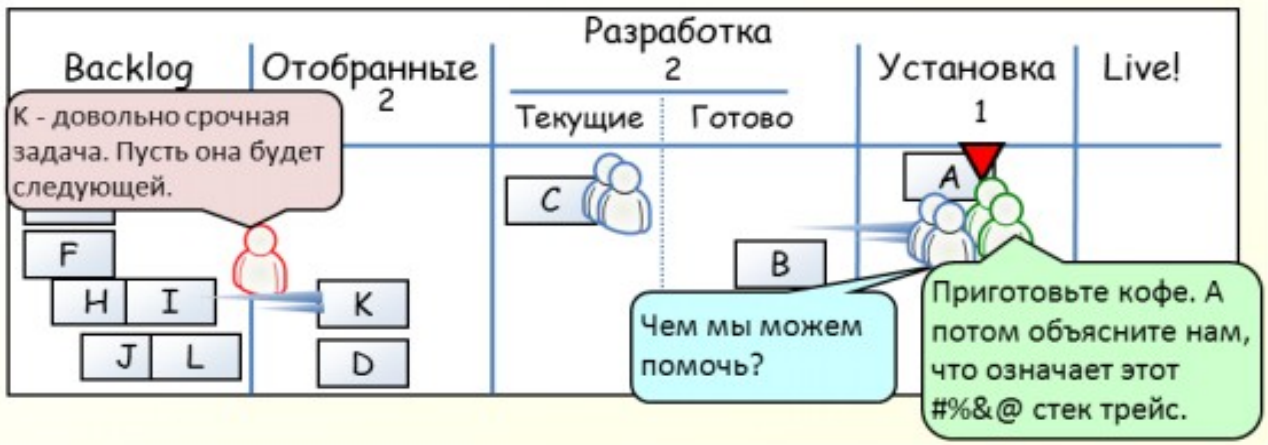 Backlog
Отобранные
2
Разработка
2
Текущие
Готово
Установка
1
Live!
К - довольно срочная
задача. Пусть она будет
следующей.
F
H I
J L
K
D
C
B
A
Чем мы можем
помочь?
Приготовьте кофе. А
потом объясните нам,
что означает этот
#%&@ стек трейс.